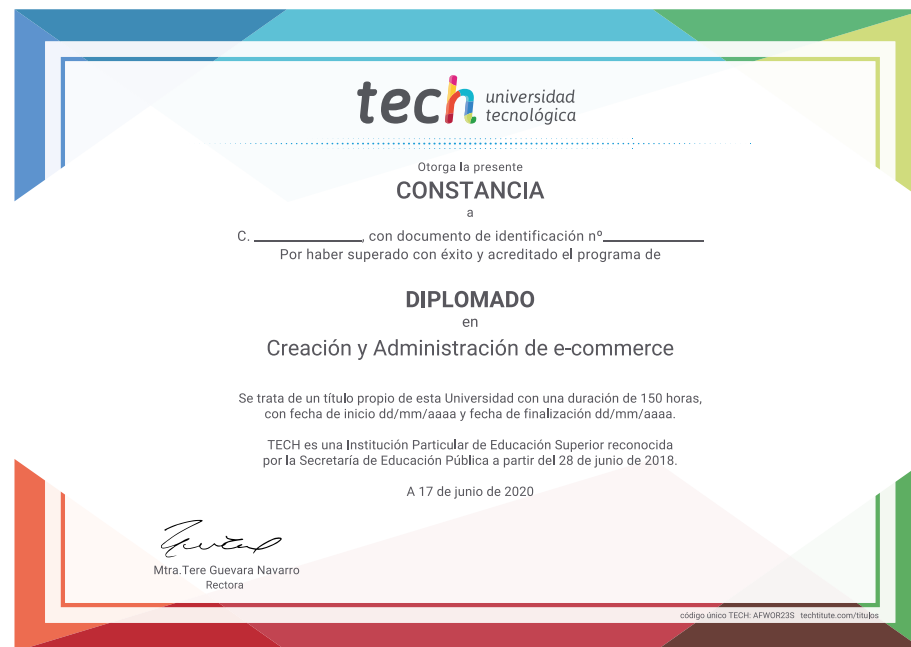 tech universidad
tecnológica
Otorga la presente
CONSTANCIA
a
C. ____________, con documento de identificación nº____________
Por haber superado con éxito y acreditado el programa de
DIPLOMADO
en
Creación y Administración de e-commerce
Se trata de un título propio de esta Universidad con una duración de 150 horas,
con fecha de inicio dd/mm/aaaa y fecha de finalización dd/mm/aaaa.
TECH es una Institución Particular de Educación Superior reconocida
por la Secretaría de Educación Pública a partir del 28 de junio de 2018.
A 17 de junio de 2020
Mtra.Tere Guevara Navarro
Rectora
código único TECH: AFWOR23S techtitute.com/titulos